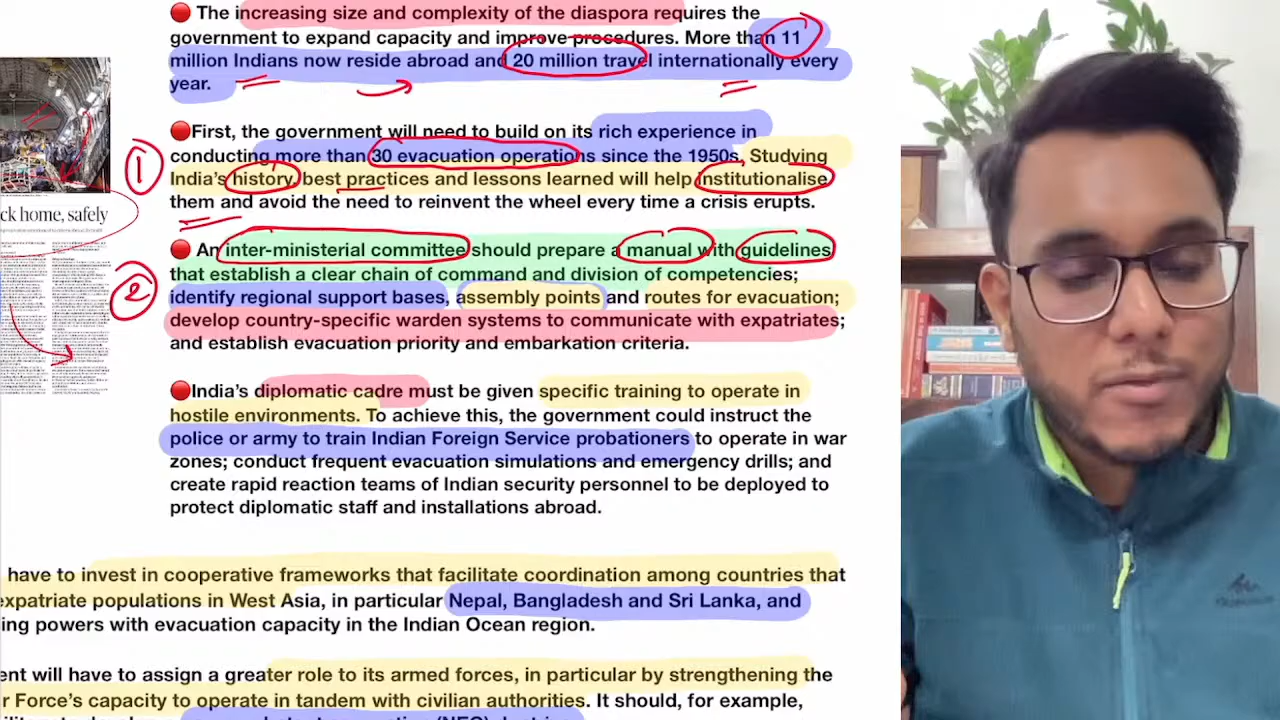 The increasing size and complexity of the diaspora requires the
government to expand capacity and improve procedures. More than 11
million Indians now reside abroad and 20 million travel internationally every
year.
First, the government will need to build on its rich experience in
conducting more than 30 evacuation operations since the 1950s. Studying
India's history, best practices and lessons learned will help institutionalise
them and avoid the need to reinvent the wheel every time a crisis erupts.
1
ck home, safely
An inter-ministerial committee should prepare a manual with guidelines
that establish a clear chain of command and division of competencies;
identify regional support bases, assembly points and routes for evacuation;
develop country-specific warden systems to communicate with expatriates;
and establish evacuation priority and embarkation criteria.
2
India's diplomatic cadre must be given specific training to operate in
hostile environments. To achieve this, the government could instruct the
police or army to train Indian Foreign Service probationers to operate in war
zones; conduct frequent evacuation simulations and emergency drills; and
create rapid reaction teams of Indian security personnel to be deployed to
protect diplomatic staff and installations abroad.
have to invest in cooperative frameworks that facilitate coordination among countries that
expatriate populations in West Asia, in particular Nepal, Bangladesh and Sri Lanka, and
ing powers with evacuation capacity in the Indian Ocean region.
ent will have to assign a greater role to its armed forces, in particular by strengthening the
r Force's capacity to operate in tandem with civilian authorities. It should, for example,